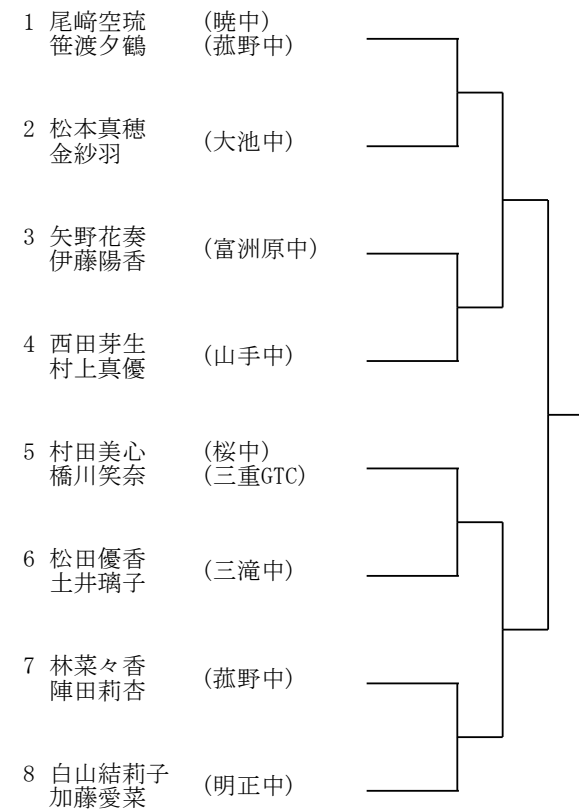 1 尾﨑空琉 (暁中)
笹渡夕鶴 (菰野中)
2 松本真穂
金紗羽 (大池中)
3 矢野花奏
伊藤陽香 (富洲原中)
4 西田芽生
村上真優 (山手中)
5 村田美心 (桜中)
橋川笑奈 (三重GTC)
6 松田優香
土井璃子 (三滝中)
7 林菜々香
陣田莉杏 (菰野中)
8 白山結莉子
加藤愛菜 (明正中)